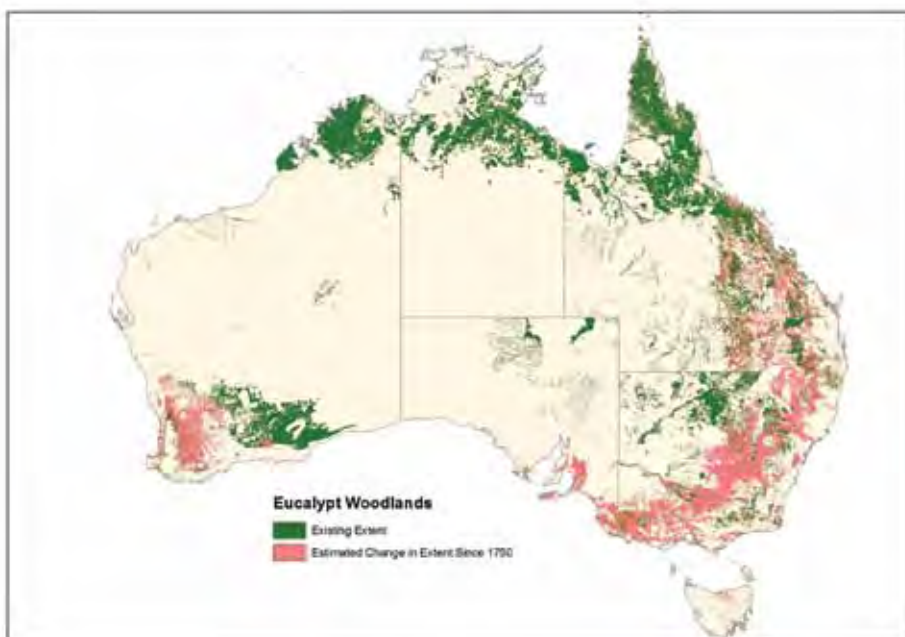 Eucalypt Woodlands
Existing Extent
Estimated Change in Extent Since 1750